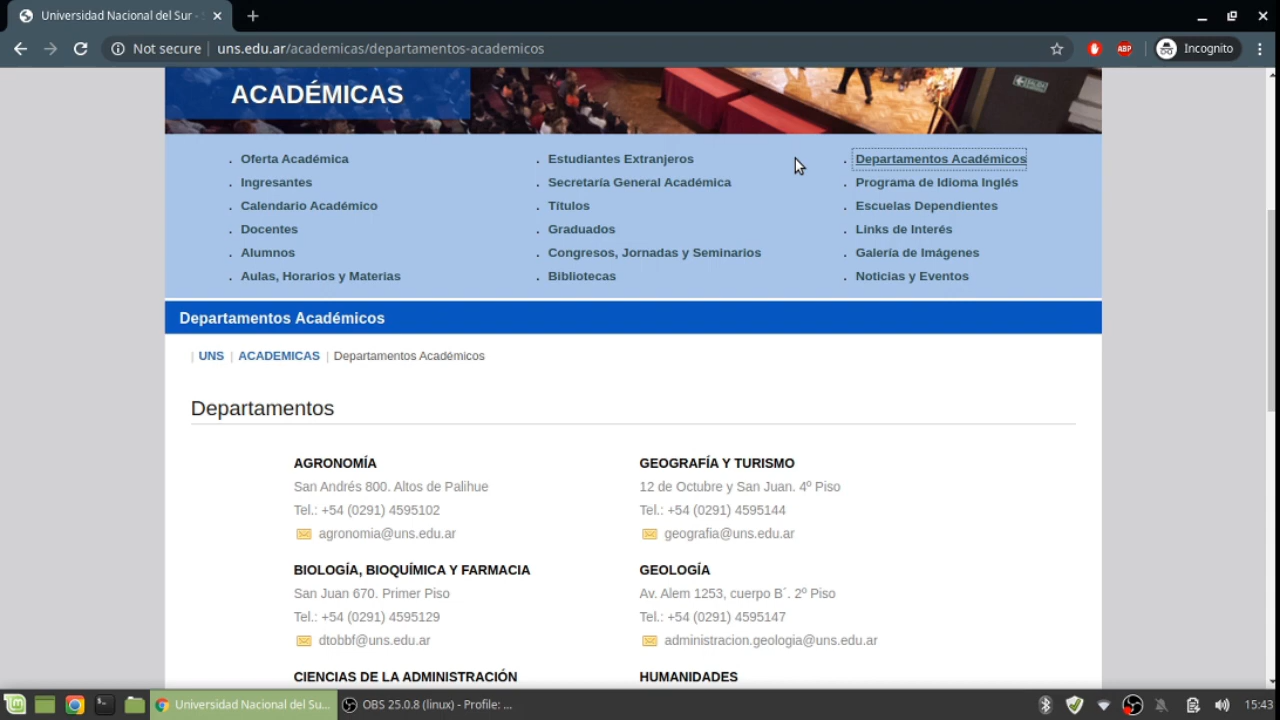 Universidad Nacional del Sur -
Not secure
uns.edu.ar/academicas/departamentos-academicos
ABP
Incognito
ACADÉMICAS
SALIDA
. Oferta Académica
. Ingresantes
. Calendario Académico
. Docentes
. Alumnos
. Aulas, Horarios y Materias
. Estudiantes Extranjeros
. Secretaría General Académica
. Títulos
. Graduados
. Congresos, Jornadas y Seminarios
. Bibliotecas
. Departamentos Académicos
. Programa de Idioma Inglés
. Escuelas Dependientes
. Links de Interés
. Galería de Imágenes
. Noticias y Eventos
Departamentos Académicos
| UNS | ACADEMICAS | Departamentos Académicos
Departamentos
AGRONOMÍA
San Andrés 800. Altos de Palihue
Tel.: +54 (0291) 4595102
agronomia@uns.edu.ar
BIOLOGÍA, BIOQUÍMICA Y FARMACIA
San Juan 670. Primer Piso
Tel.: +54 (0291) 4595129
dtobbf@uns.edu.ar
CIENCIAS DE LA ADMINISTRACIÓN
GEOGRAFÍA Y TURISMO
12 de Octubre y San Juan. 4º Piso
Tel.: +54 (0291) 4595144
geografia@uns.edu.ar
GEOLOGÍA
Av. Alem 1253, cuerpo B´. 2º Piso
Tel.: +54 (0291) 4595147
administracion.geologia@uns.edu.ar
HUMANIDADES
Universidad Nacional del Su...
OBS 25.0.8 (linux) - Profile: ...
15:43